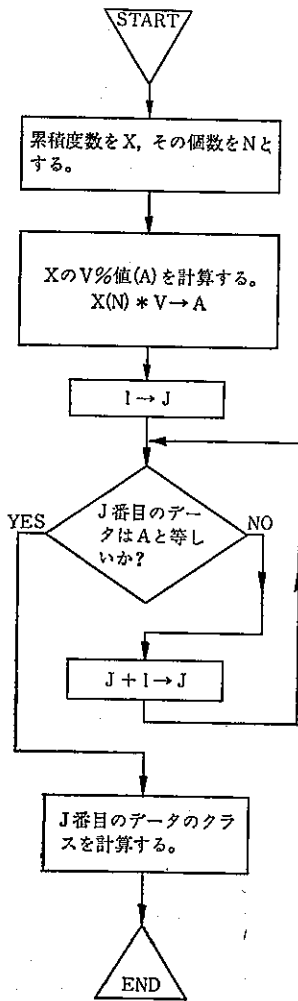 START
累積度数をX,その個数をNと
する。
XのV%値(A)を計算する。
X(N)*V→A
1→J
J番目のデー
タはAと等し
いか?
YES
NO
J+1→J
J番目のデータのクラ
スを計算する。
END